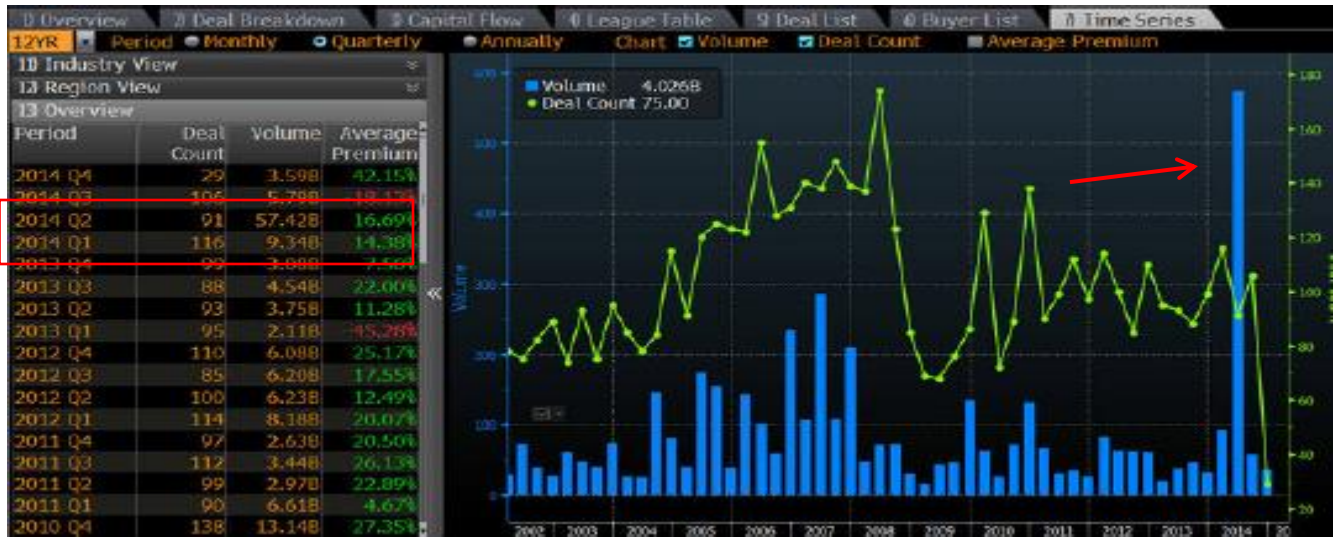 1) Overview 2) Deal Breakdown 3) Capital Flow 4) League Table 5) Deal List 6) Buyer List 7) Time Series
12YR Period Monthly Quarterly Annually Chart Volume Deal Count Average Premium
11) Industry View
12) Region View
13 Overview
Period Deal Count Volume Average Premium
2014 Q4 29 3.59B 42.15%
2014 Q3 106 5.79B
2014 Q2 91 57.42B 16.69%
2014 Q1 116 9.34B 14.38%
2013 Q4 99
2013 Q3 88 4.54B 22.00%
2013 Q2 93 3.75B 11.28%
2013 Q1 95 2.11B -45.28%
2012 Q4 110 6.08B 25.17%
2012 Q3 85 6.20B 17.55%
2012 Q2 100 6.23B 12.49%
2012 Q1 114 8.18B 20.07%
2011 Q4 97 2.63B 20.50%
2011 Q3 112 3.44B 26.13%
2011 Q2 99 2.97B 22.89%
2011 Q1 90 6.61B 4.67%
2010 Q4 138 13.14B 27.35%
Volume 4.026B
Deal Count 75.00
Volume
600
500
400
300
200
100
0
180
160
140
120
100
80
60
40
20
2002 2003 2004 2005 2006 2007 2008 2009 2010 2011 2012 2013 2014 20